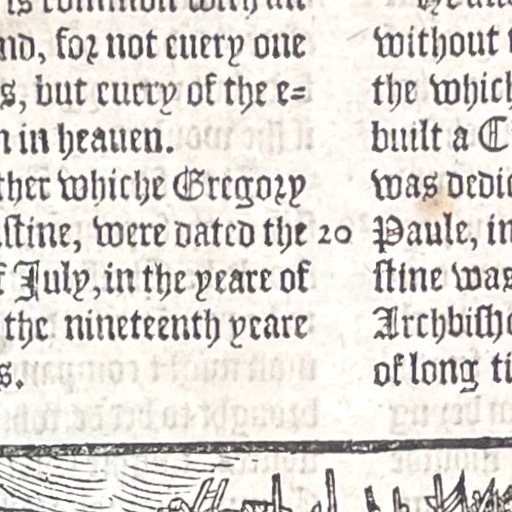 is common with all
nd, for not euery one
s, but euery of the e=
n in heauen.
ther whiche Gregory
stine, were dated the 20
f July, in the yeare of
the nineteenth yeare
s.
without
the which
built a
was dedic
Paule, in
stine was
Archbisho
of long ti